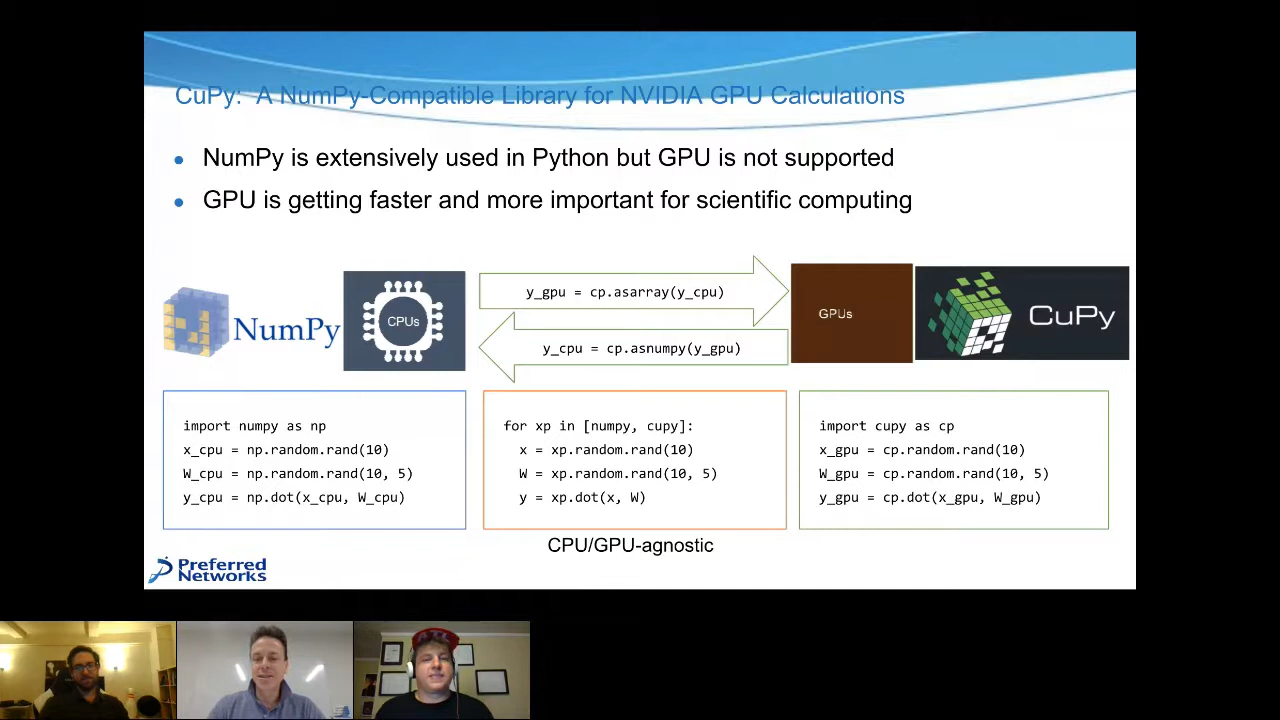 CuPy: A NumPy-Compatible Library for NVIDIA GPU Calculations
• NumPy is extensively used in Python but GPU is not supported
• GPU is getting faster and more important for scientific computing
NumPy
CPUs
y_gpu = cp.asarray(y_cpu)
y_cpu = cp.asnumpy(y_gpu)
GPUs
CuPy
import numpy as np
x_cpu = np.random.rand(10)
W_cpu = np.random.rand(10, 5)
y_cpu = np.dot(x_cpu, W_cpu)
for xp in [numpy, cupy]:
x = xp.random.rand(10)
W = xp.random.rand(10, 5)
y = xp.dot(x, W)
import cupy as cp
x_gpu = cp.random.rand(10)
W_gpu = cp.random.rand(10, 5)
y_gpu = cp.dot(x_gpu, W_gpu)
CPU/GPU-agnostic
Preferred
Networks